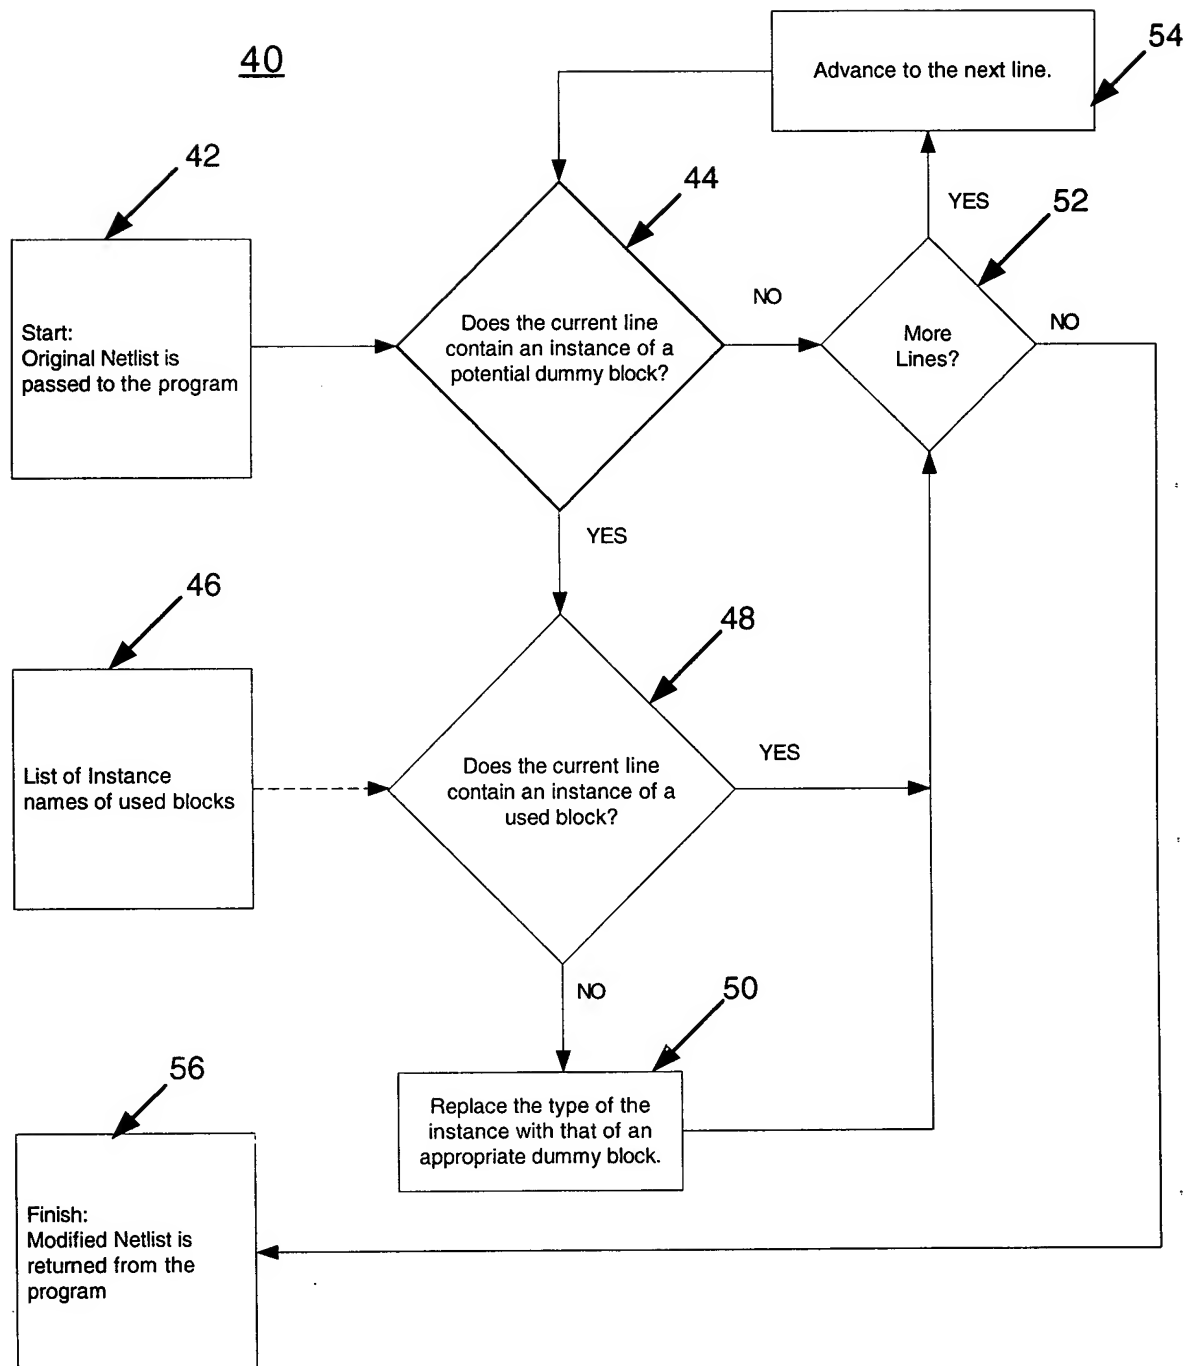 40
54
Advance to the next line.
42
44
YES
52
NO
NO
Start:
Original Netlist is
passed to the program
Does the current line
contain an instance of a
potential dummy block?
More
Lines?
YES
46
48
YES
List of Instance
names of used blocks
Does the current line
contain an instance of a
used block?
NO
50
56
Replace the type of the
instance with that of an
appropriate dummy block.
Finish:
Modified Netlist is
returned from the
program